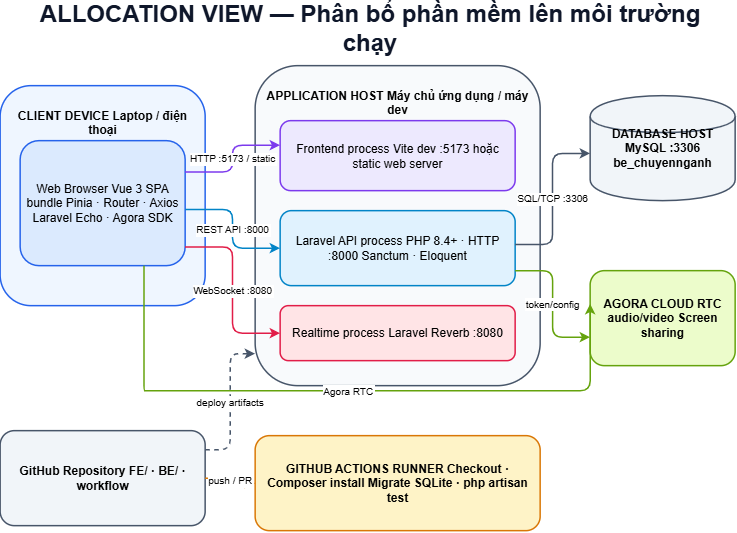 ALLOCATION VIEW — Phân bố phần mềm lên môi trường
chạy
CLIENT DEVICE Laptop / điện
thoại
Web Browser Vue 3 SPA
bundle Pinia · Router · Axios
Laravel Echo · Agora SDK
HTTP :5173 / static
REST API :8000
WebSocket :8080
APPLICATION HOST Máy chủ ứng dụng / máy
dev
Frontend process Vite dev :5173 hoặc
static web server
Laravel API process PHP 8.4+ · HTTP
:8000 Sanctum · Eloquent
Realtime process Laravel Reverb :8080
SQL/TCP :3306
token/config
DATABASE HOST
MySQL :3306
be_chuyennganh
AGORA CLOUD RTC
audio/video Screen
sharing
Agora RTC
deploy artifacts
GitHub Repository FE/ · BE/ ·
workflow
push / PR
GITHUB ACTIONS RUNNER Checkout ·
Composer install Migrate SQLite · php artisan
test